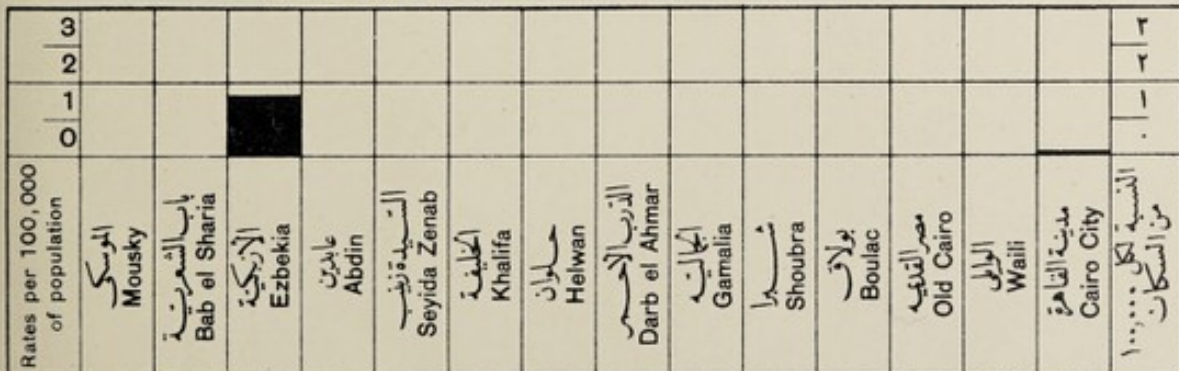 3
2
1
0
Rates per 100,000
of population
الموسكى
Mousky
باب الشعرية
Bab el Sharia
الأزبكية
Ezbekia
عابدين
Abdin
السيدة زينب
Seyida Zenab
الخليفة
Khalifa
حلوان
Helwan
الدرب الأحمر
Darb el Ahmar
الجمالية
Gamalia
شبرا
Shoubra
بولاق
Boulac
مصر القديمة
Old Cairo
الوايلى
Waili
مدينة القاهرة
Cairo City
٣
٢
١
٠
النسبة لكل ١٠٠,٠٠٠
من السكان